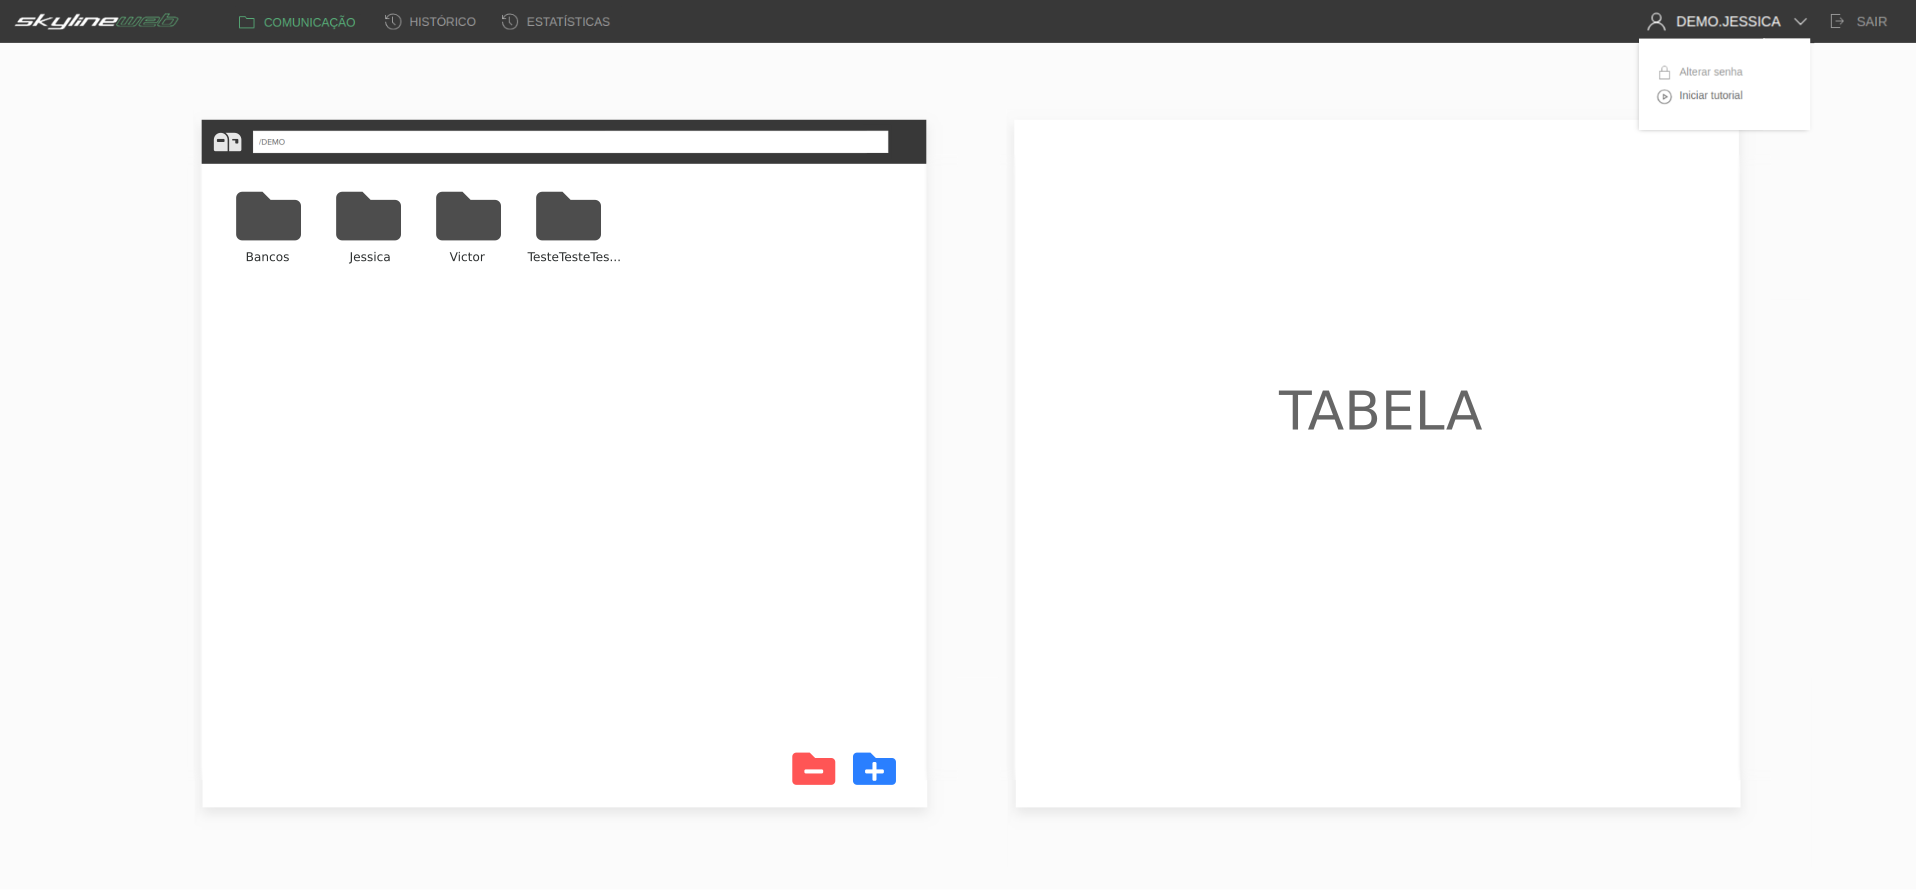 skylineweb
COMUNICAÇÃO
HISTÓRICO
ESTATÍSTICAS
DEMO.JESSICA
SAIR
Alterar senha
Iniciar tutorial
/DEMO
Bancos
Jessica
Victor
TesteTesteTes...
TABELA